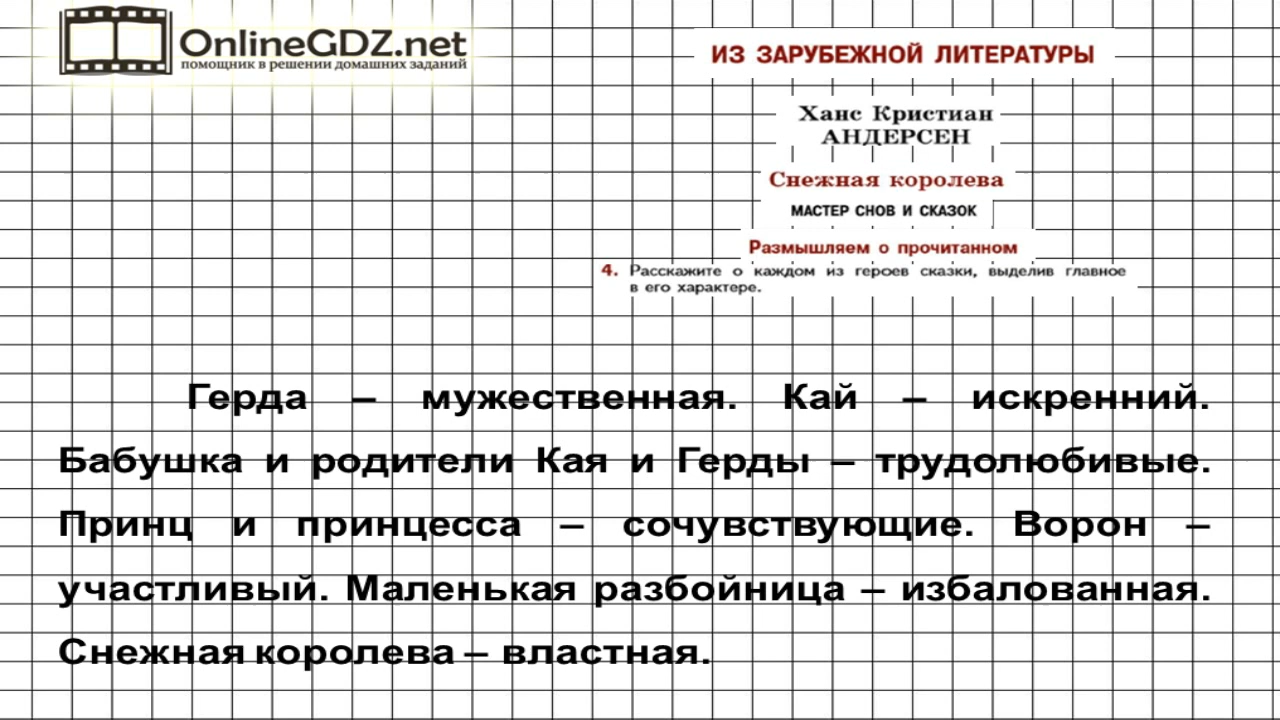 OnlineGDZ.net
помощник в решении домашних заданий
ИЗ ЗАРУБЕЖНОЙ ЛИТЕРАТУРЫ
Ханс Кристиан
АНДЕРСЕН
Снежная королева
МАСТЕР СНОВ И СКАЗОК
Размышляем о прочитанном
4. Расскажите о каждом из героев сказки, выделив главное
в его характере.
Герда – мужественная. Кай – искренний.
Бабушка и родители Кая и Герды – трудолюбивые.
Принц и принцесса – сочувствующие. Ворон –
участливый. Маленькая разбойница – избалованная.
Снежная королева – властная.